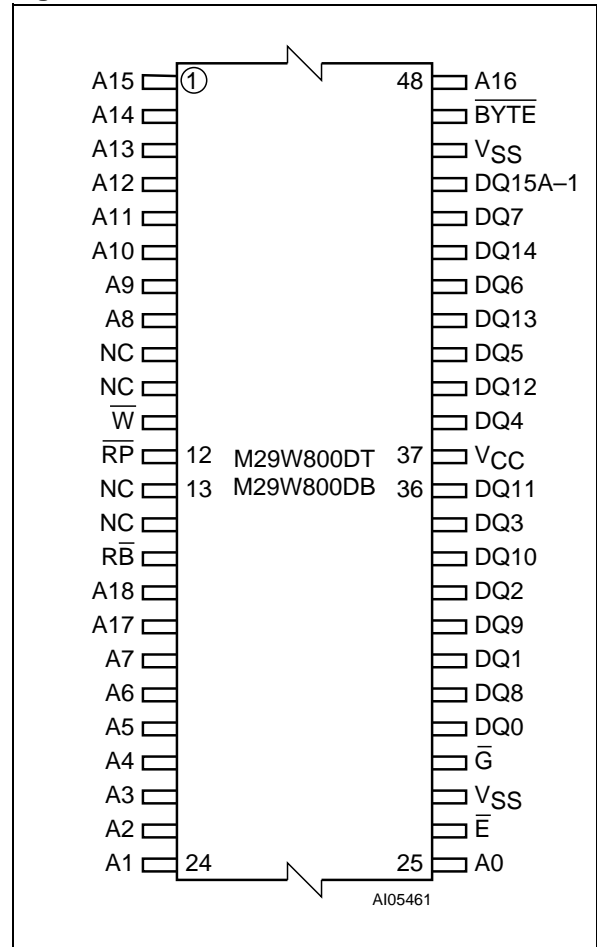 A15 ① 48 A16
A14 B̅Y̅T̅E̅
A13 VSS
A12 DQ15A–1
A11 DQ7
A10 DQ14
A9 DQ6
A8 DQ13
NC DQ5
NC DQ12
W̅ DQ4
R̅P̅ 12 M29W800DT 37 VCC
NC 13 M29W800DB 36 DQ11
NC DQ3
RB̅ DQ10
A18 DQ2
A17 DQ9
A7 DQ1
A6 DQ8
A5 DQ0
A4 G̅
A3 VSS
A2 E̅
A1 24 25 A0
AI05461